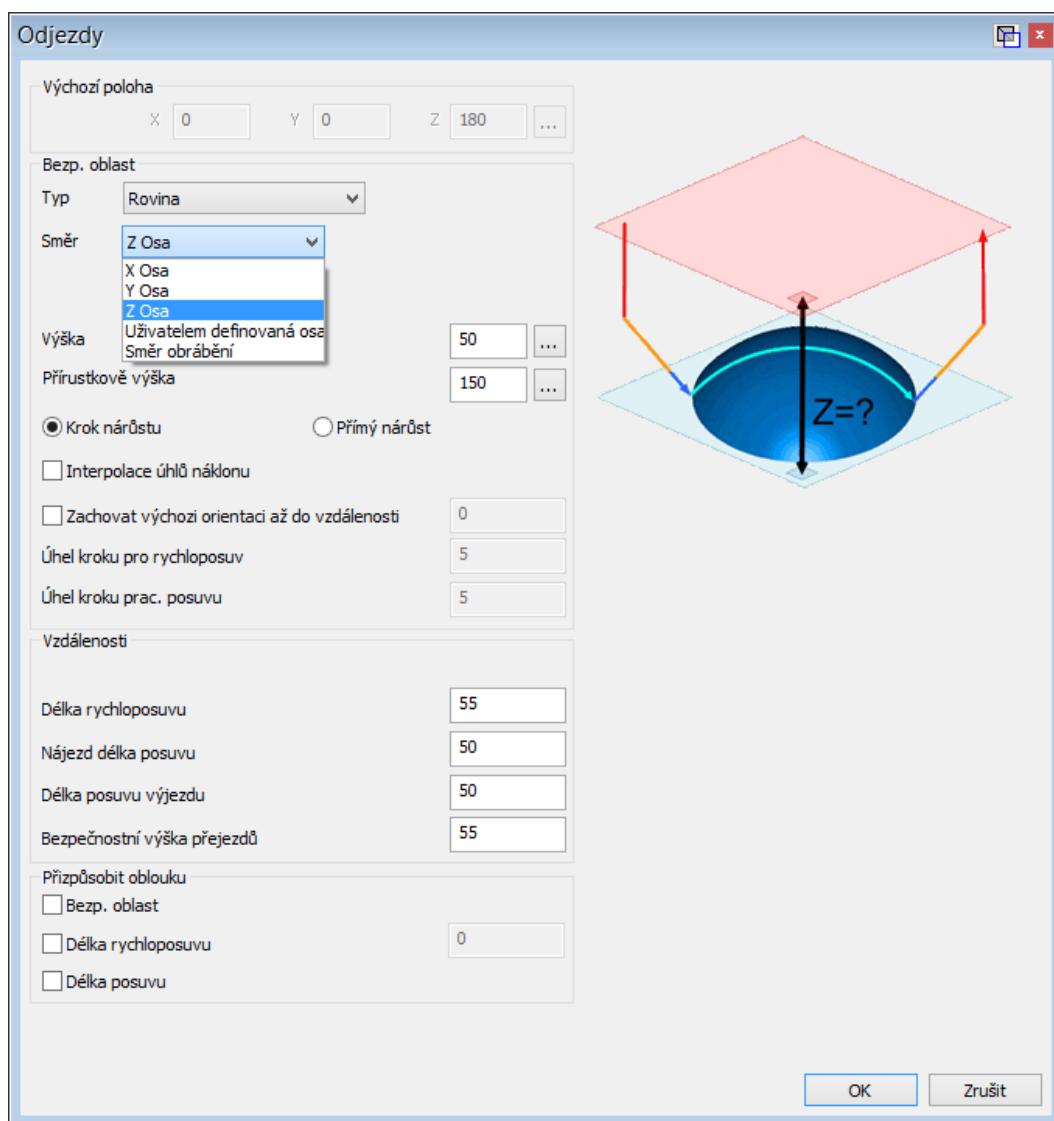 Odjezdy
x
Výchozí poloha
X 0 Y 0 Z 180 ...
Bezp. oblast
Typ Rovina
Směr Z Osa
X Osa
Y Osa
Z Osa
Uživatelem definovaná osa
Směr obrábění
Výška 50 ...
Přírustkově výška 150 ...
Krok nárůstu Přímý nárůst
Interpolace úhlů náklonu
Zachovat výchozi orientaci až do vzdálenosti 0
Úhel kroku pro rychloposuv 5
Úhel kroku prac. posuvu 5
Z=?
Vzdálenosti
Délka rychloposuvu 55
Nájezd délka posuvu 50
Délka posuvu výjezdu 50
Bezpečnostní výška přejezdů 55
Přizpůsobit oblouku
Bezp. oblast
Délka rychloposuvu 0
Délka posuvu
OK Zrušit